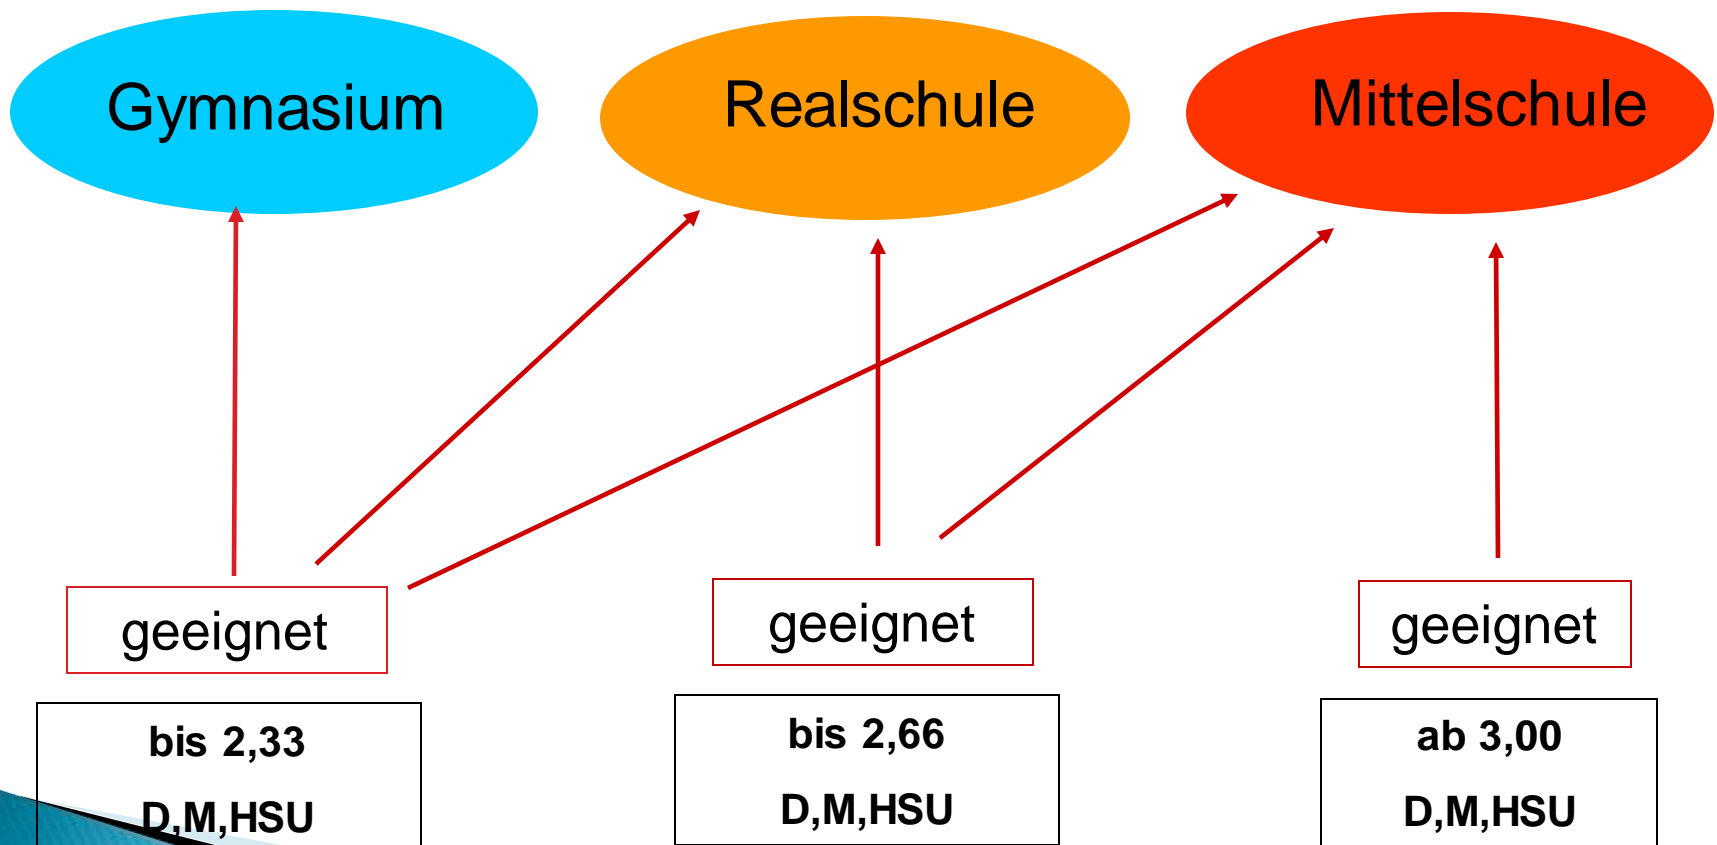 Gymnasium
Realschule
Mittelschule
geeignet
geeignet
geeignet
bis 2,33
D,M,HSU
bis 2,66
D,M,HSU
ab 3,00
D,M,HSU